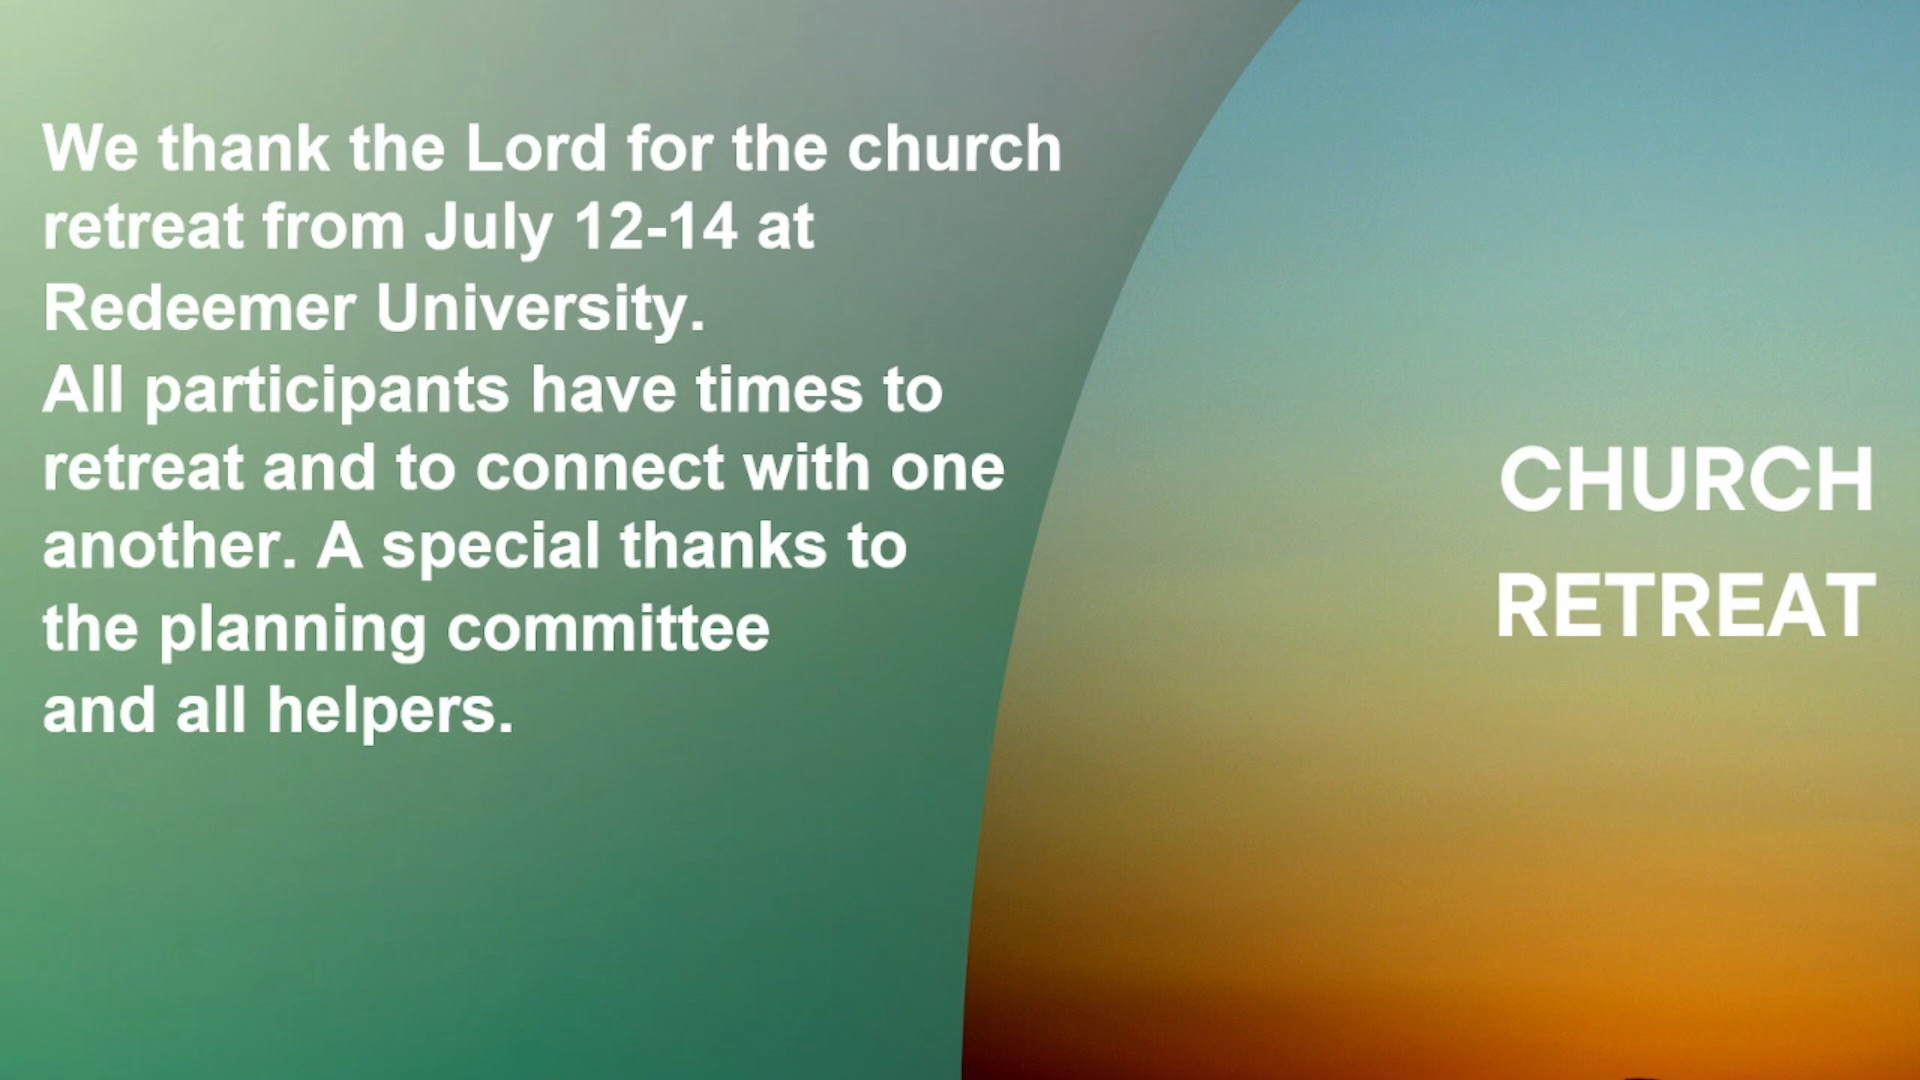 We thank the Lord for the church
retreat from July 12-14 at
Redeemer University.
All participants have times to
retreat and to connect with one
another. A special thanks to
the planning committee
and all helpers.
CHURCH
RETREAT